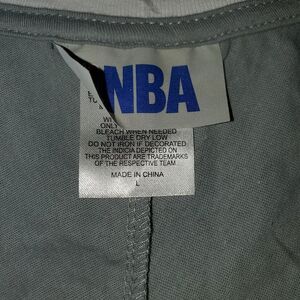 NBA
ONLY
BLEACH WHEN NEEDED
TUMBLE DRY LOW
DO NOT IRON IF DECORATED
THE INDICIA DEPICTED ON
THIS PRODUCT ARE TRADEMARKS
OF THE RESPECTIVE TEAM
MADE IN CHINA
L